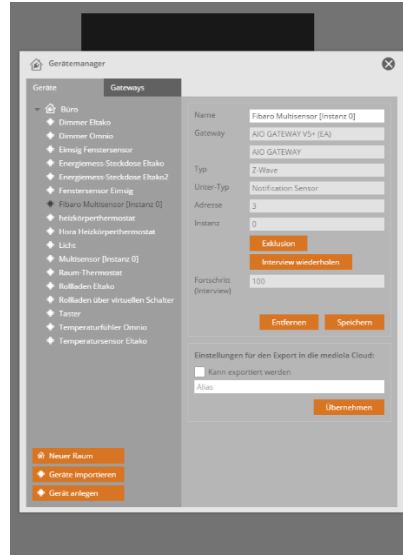 Gerätemanager
Geräte
Gateways
Büro
Dimmer Eltako
Dimmer Omnio
Eimsig Fenstersensor
Energiemess-Steckdose Eltako
Energiemess-Steckdose Eltako2
Fenstersensor Eimsig
Fibaro Multisensor [Instanz 0]
heizkörperthermostat
Hora Heizkörperthermostat
Licht
Multisensor [Instanz 0]
Raum-Thermostat
Rollladen Eltako
Rollladen über virtuellen Schalter
Taster
Temperaturfühler Omnio
Temperatursensor Eltako
Neuer Raum
Geräte importieren
Gerät anlegen
Name Fibaro Multisensor [Instanz 0]
Gateway AIO GATEWAY V5+ (EA)
AIO GATEWAY
Typ Z-Wave
Unter-Typ Notification Sensor
Adresse 3
Instanz 0
Exklusion
Interview wiederholen
Fortschritt 100
(Interview)
Entfernen Speichern
Einstellungen für den Export in die mediola Cloud:
Kann exportiert werden
Alias
Übernehmen